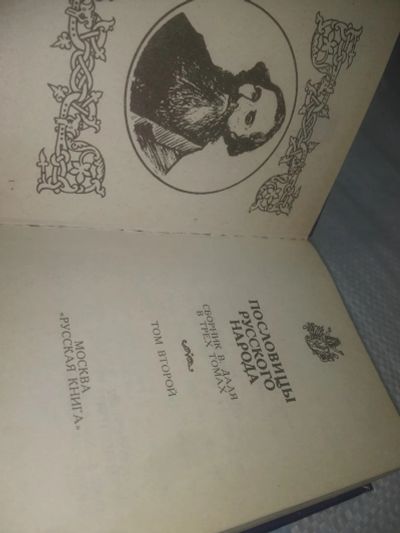 ПОСЛОВИЦЫ
РУССКОГО
НАРОДА
СБОРНИК В. ДАЛЯ
В ТРЕХ ТОМАХ
ТОМ ВТОРОЙ
МОСКВА
«РУССКАЯ КНИГА»